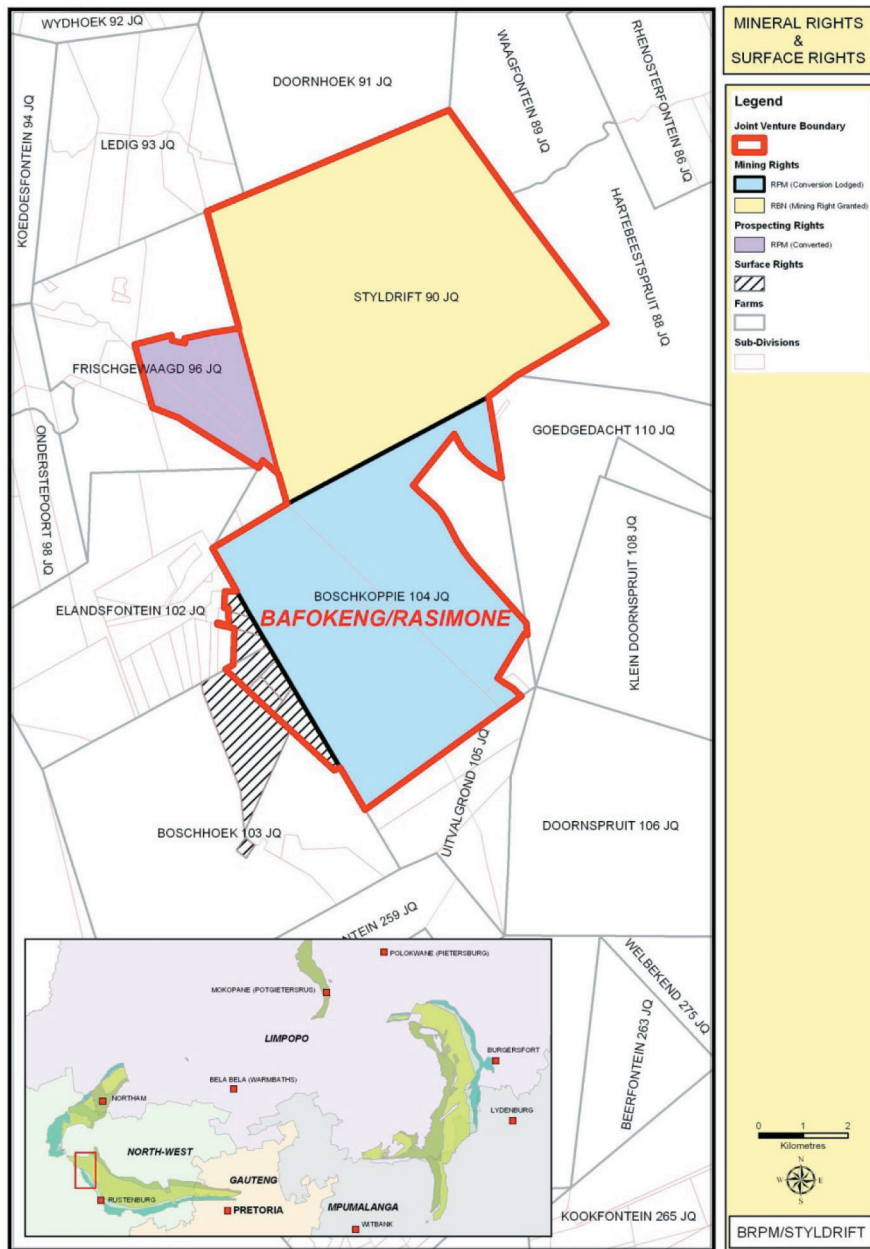 MINERAL RIGHTS
&
SURFACE RIGHTS
Legend
Joint Venture Boundary
Mining Rights
RPM (Conversion Lodged)
RBN (Mining Right Granted)
Prospecting Rights
RPM (Converted)
Surface Rights
Farms
Sub-Divisions
WYDHOEK 92 JQ
DOORNHOEK 91 JQ
WAAGFONTEIN 89 JQ
RHENOSTERFONTEIN 86 JQ
KOEDOESFONTEIN 94 JQ
LEDIG 93 JQ
HARTEBEESTSPRUIT 88 JQ
STYLDRIFT 90 JQ
FRISCHGEWAAGD 96 JQ
ONDERSTEPOORT 98 JQ
GOEDGEDACHT 110 JQ
KLEIN DOORNSPRUIT 108 JQ
ELANDSFONTEIN 102 JQ
BOSCHKOPPIE 104 JQ
BAFOKENG/RASIMONE
UITVALGROND 105 JQ
BOSCHHOEK 103 JQ
DOORNSPRUIT 106 JQ
NTEIN 259 JQ
WELBEKEND 275 JQ
BEERFONTEIN 263 JQ
KOOKFONTEIN 265 JQ
POLOKWANE (PIETERSBURG)
MOKOPANE (POTGIETERSRUS)
LIMPOPO
BURGERSFORT
BELA BELA (WARMBATHS)
NORTHAM
LYDENBURG
NORTH-WEST
GAUTENG
RUSTENBURG
PRETORIA
MPUMALANGA
WITBANK
0 1 2
Kilometres
N
W E
S
BRPM/STYLDRIFT